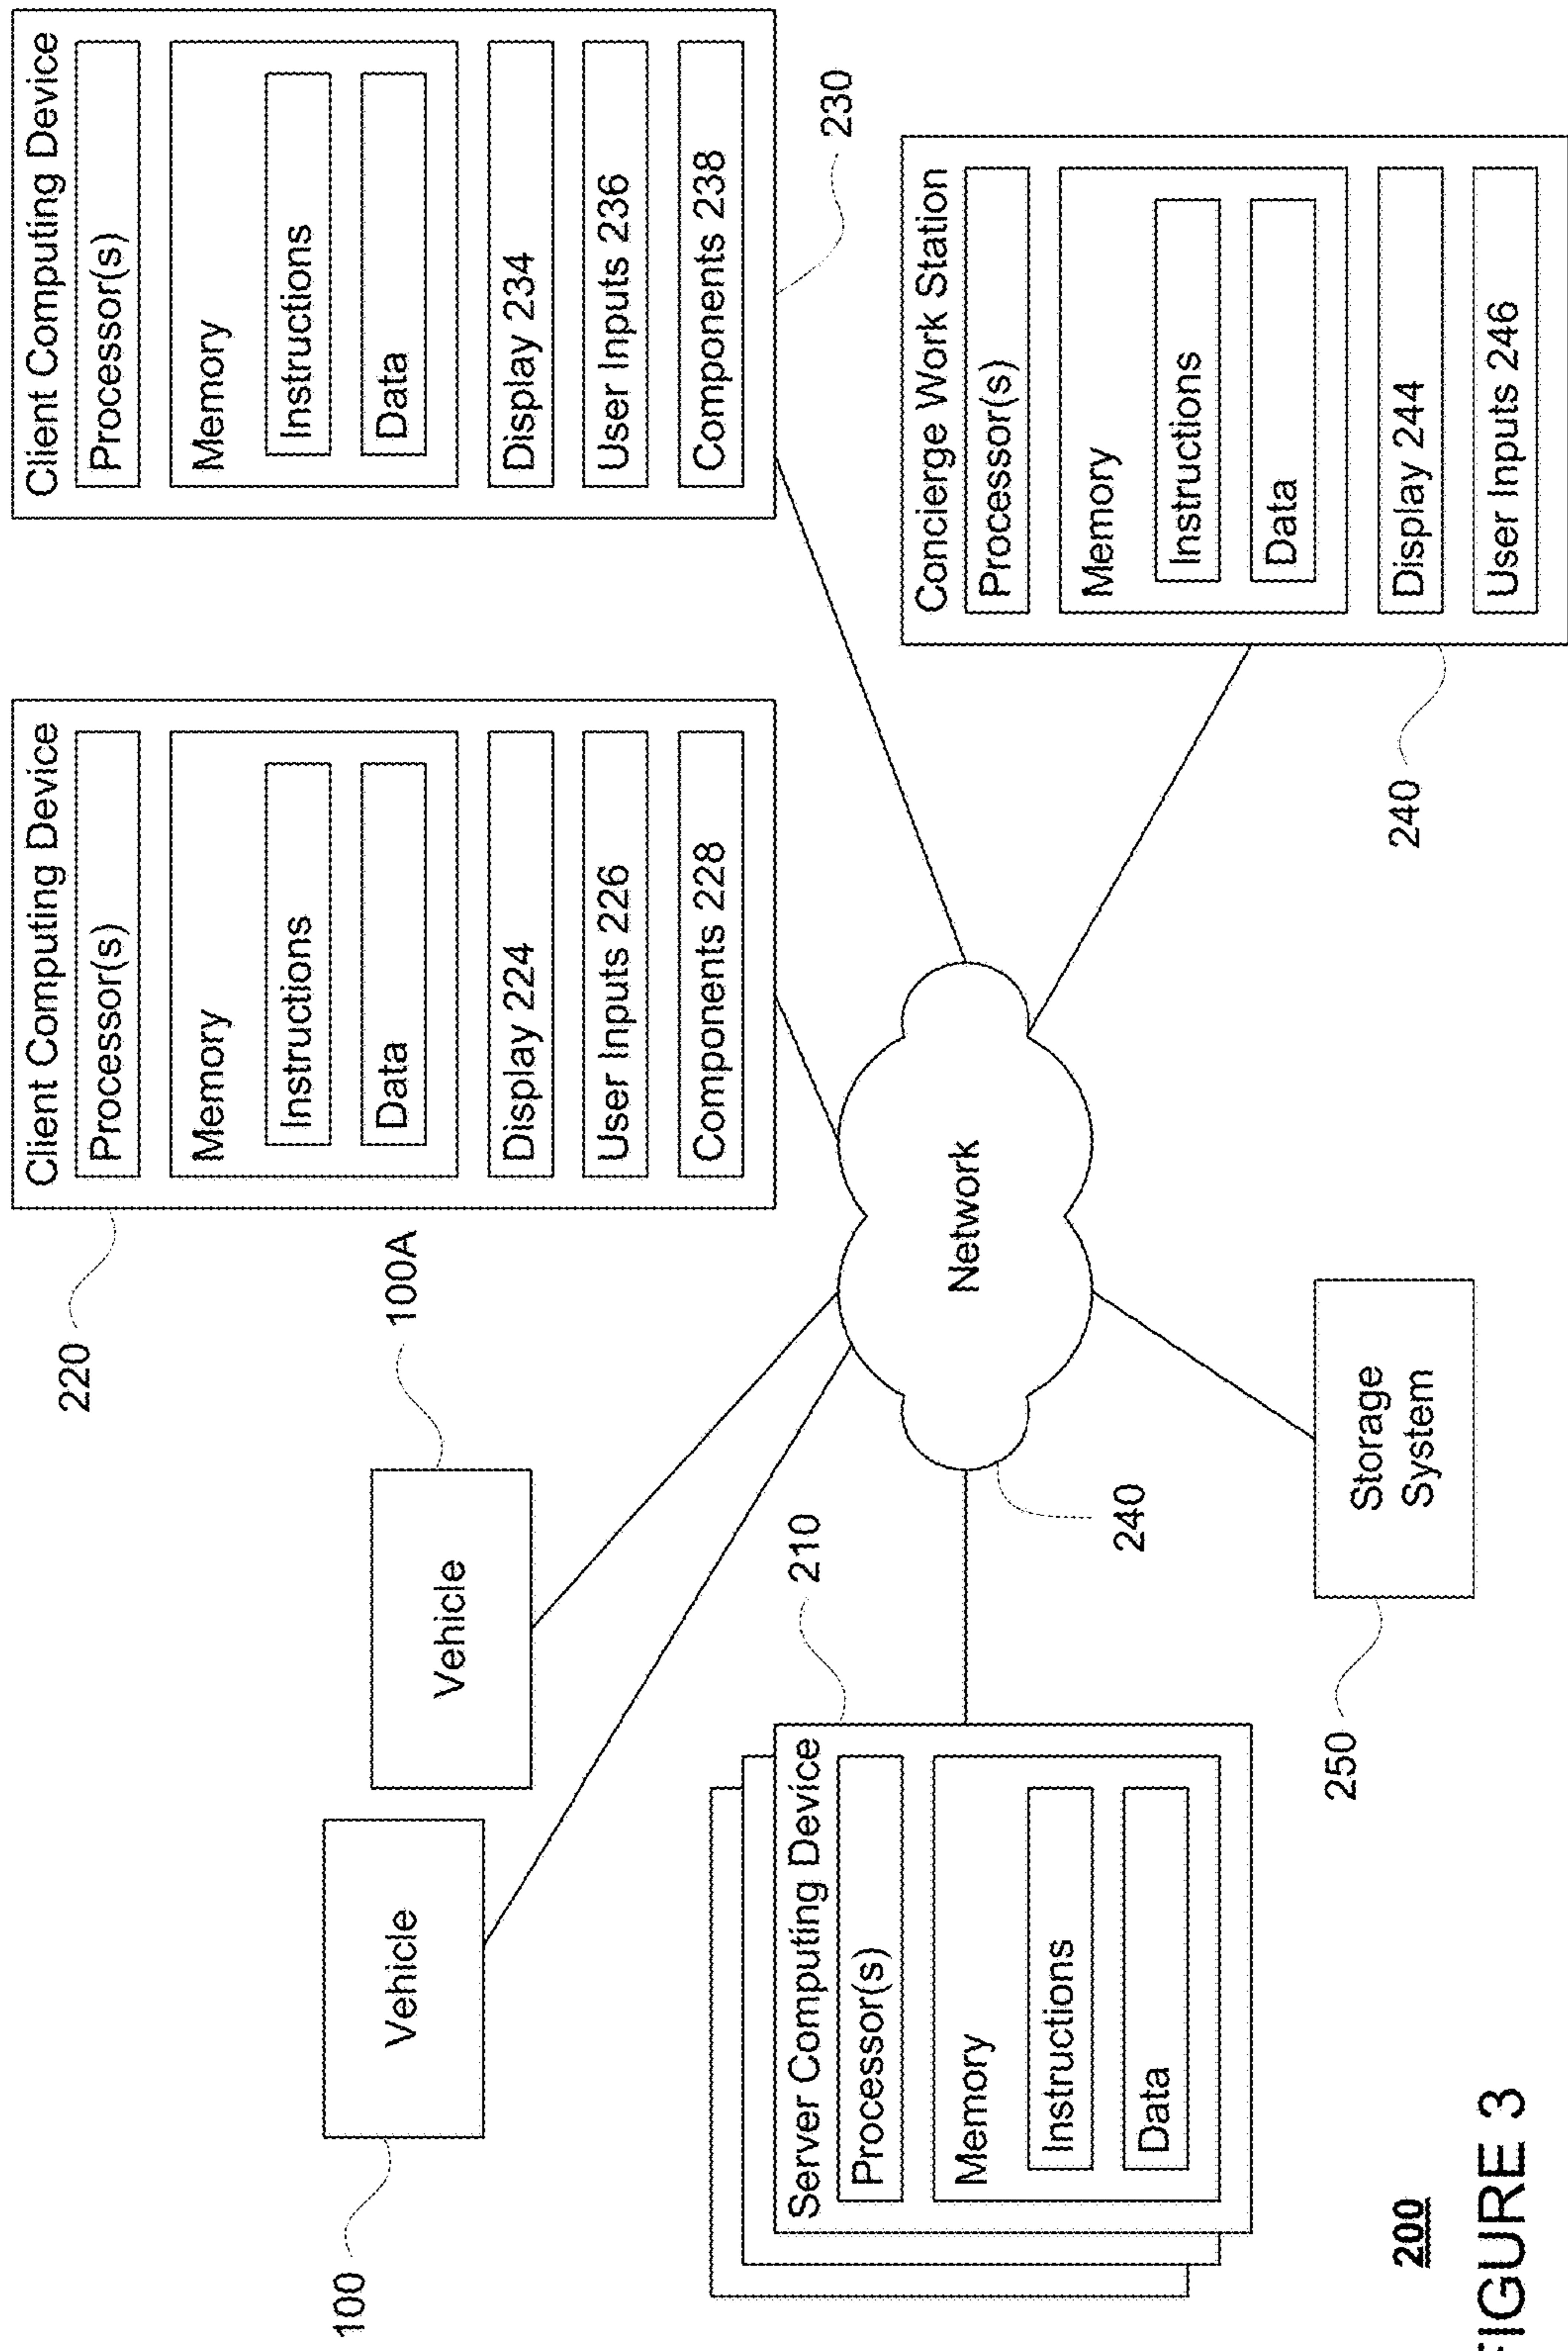 Client Computing Device
Processor(s)
Memory
Instructions
Data
Display 224
User Inputs 226
Components 228
220
Client Computing Device
Processor(s)
Memory
Instructions
Data
Display 234
User Inputs 236
Components 238
230
Vehicle
100
Vehicle
100A
Server Computing Device
Processor(s)
Memory
Instructions
Data
210
Network
240
Concierge Work Station
Processor(s)
Memory
Instructions
Data
Display 244
User Inputs 246
240
Storage
System
250
200
FIGURE 3